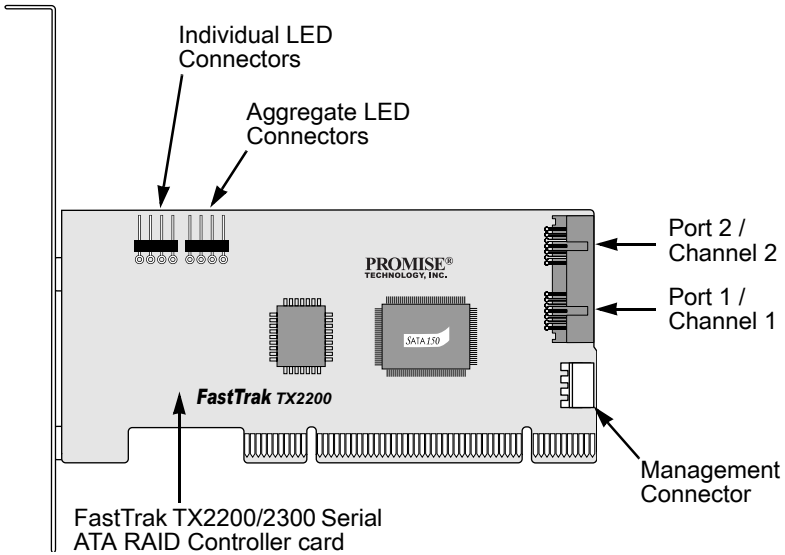 Individual LED
Connectors
Aggregate LED
Connectors
Port 2 /
Channel 2
PROMISE®
TECHNOLOGY, INC.
Port 1 /
Channel 1
SATA150
FastTrak TX2200
Management
Connector
FastTrak TX2200/2300 Serial
ATA RAID Controller card